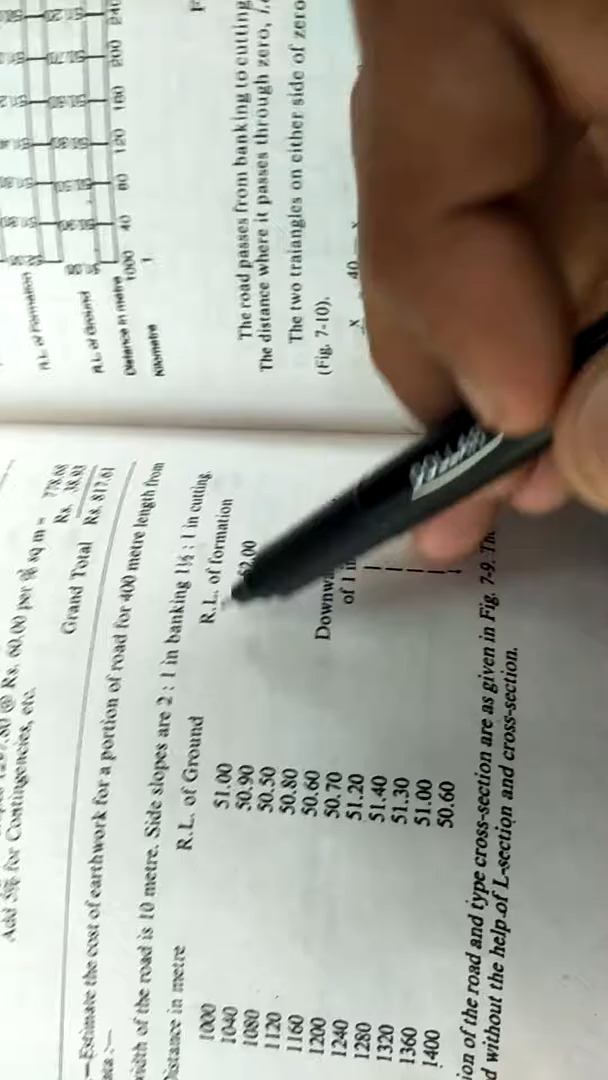 Add 5% for Contingencies, etc.
@ Rs. 60.00 per % sq m = 778.68
Rs. 38.93
Grand Total Rs. 817.61
—Estimate the cost of earthwork for a portion of road for 400 metre length from
width of the road is 10 metre. Side slopes are 2 : 1 in banking 1½ : 1 in cutting.
Distance in metre R.L. of Ground R.L. of formation
1000 51.00 52.00
1040 50.90
1080 50.50
1120 50.80
1160 50.60
1200 50.70 Downw
1240 51.20 of 1 in
1280 51.40
1320 51.30
1360 51.00
1400 50.60
ion of the road and type cross-section are as given in Fig. 7-9. Th
d without the help of L-section and cross-section.
R.L. of Formation
R.L. of Ground
Distance in metre 1000 40 80 120 160 200 240
Kilometre 1
The road passes from banking to cutting
The distance where it passes through zero, i.e
The two traiangles on either side of zero
(Fig. 7-10),
x 40 – x